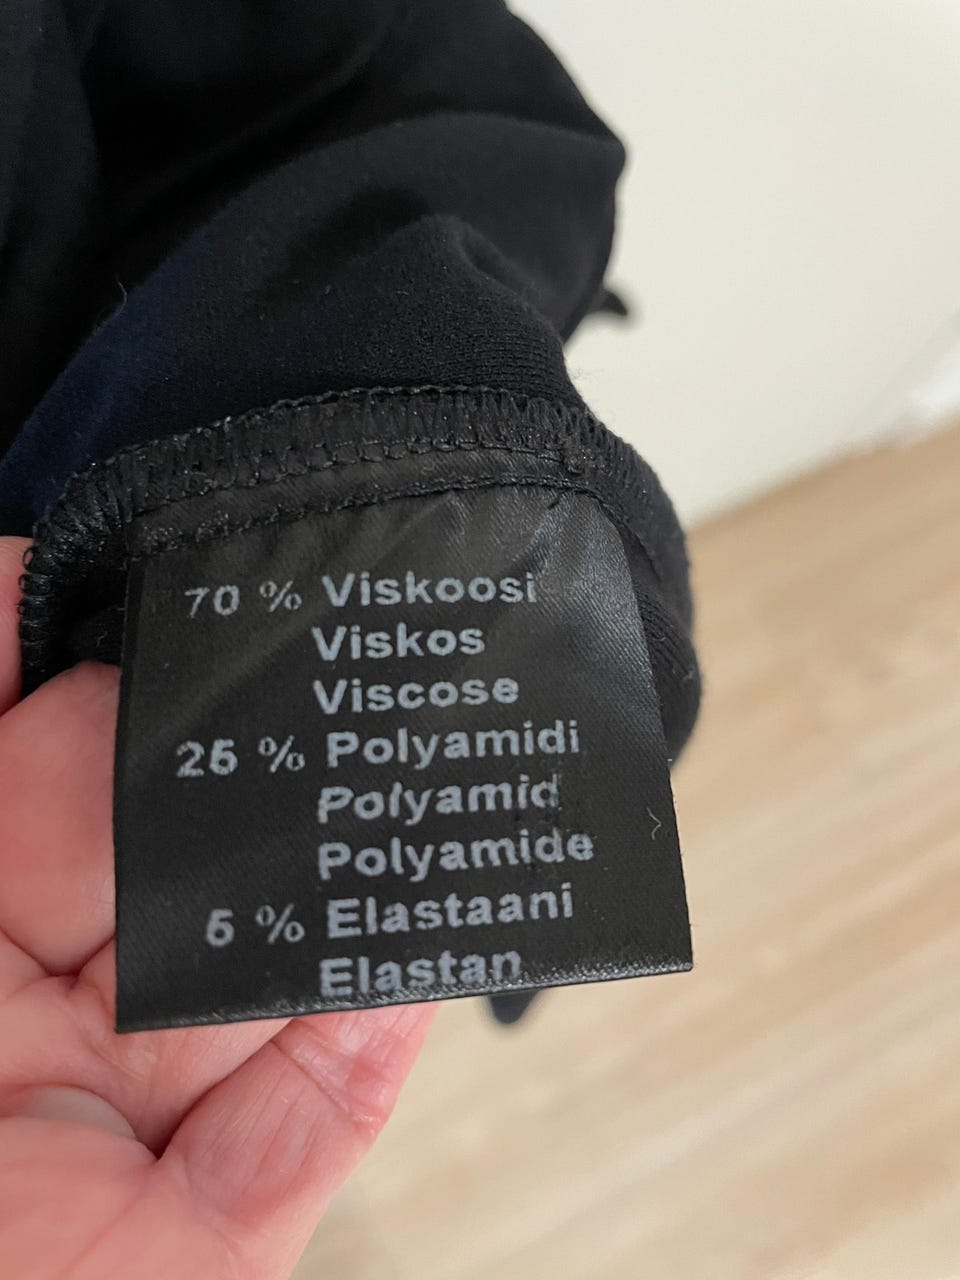 70 % Viskoosi
Viskos
Viscose
25 % Polyamidi
Polyamid
Polyamide
5 % Elastaani
Elastan